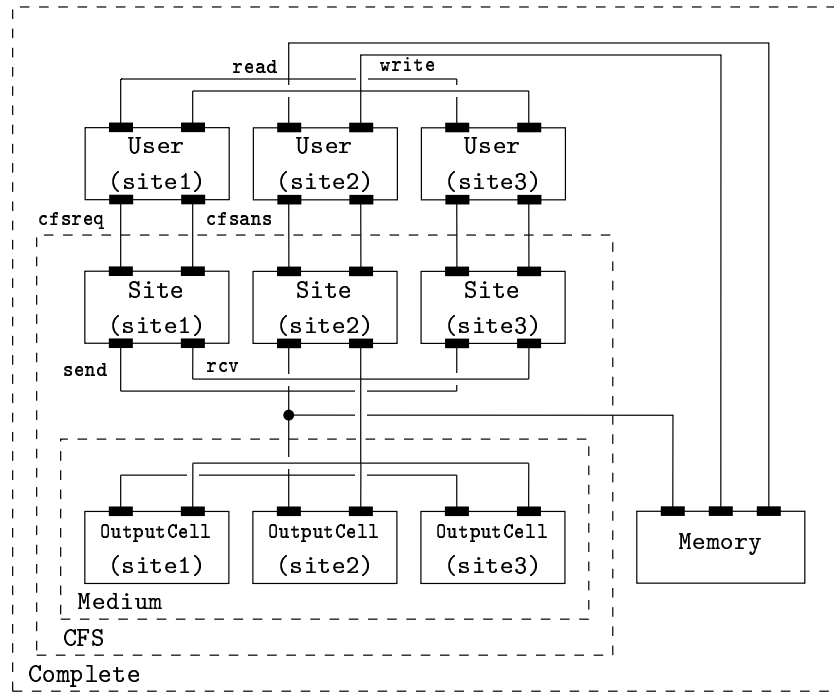 read
write
User
(site1)
User
(site2)
User
(site3)
cfsreq
cfsans
Site
(site1)
Site
(site2)
Site
(site3)
send
rcv
OutputCell
(site1)
OutputCell
(site2)
OutputCell
(site3)
Memory
Medium
CFS
Complete